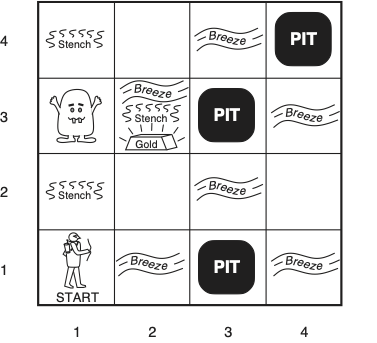 4
Stench
Breeze
PIT
3
Breeze
Stench
Gold
PIT
Breeze
2
Stench
Breeze
1
START
Breeze
PIT
Breeze
1 2 3 4